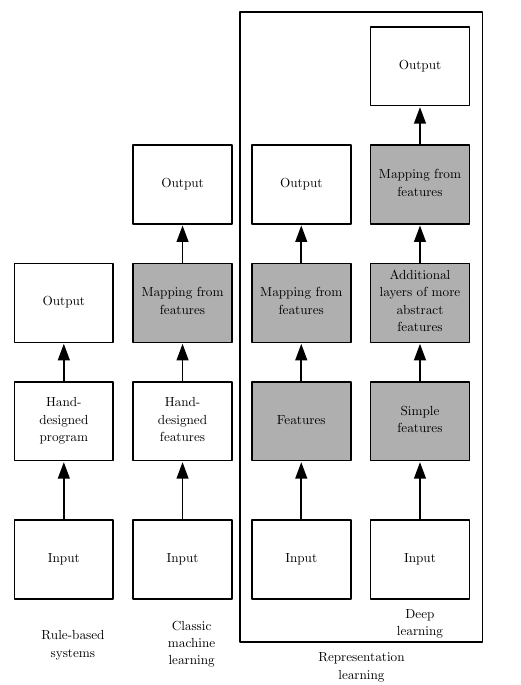 Output
Output
Output
Mapping from
features
Output
Mapping from
features
Mapping from
features
Additional
layers of more
abstract
features
Hand-
designed
program
Hand-
designed
features
Features
Simple
features
Input
Input
Input
Input
Rule-based
systems
Classic
machine
learning
Deep
learning
Representation
learning